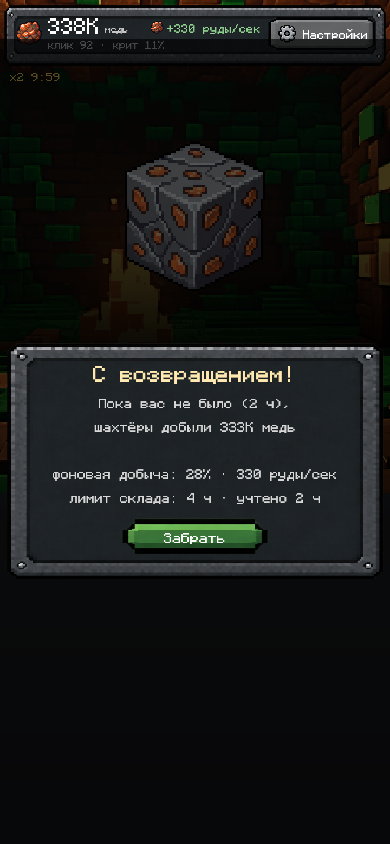 338K медь
+330 руды/сек
Настройки
клик 92 · крит 11%
x2 9:59
С возвращением!
Пока вас не было (2 ч),
шахтёры добыли 333K медь
фоновая добыча: 28% · 330 руды/сек
лимит склада: 4 ч · учтено 2 ч
Забрать